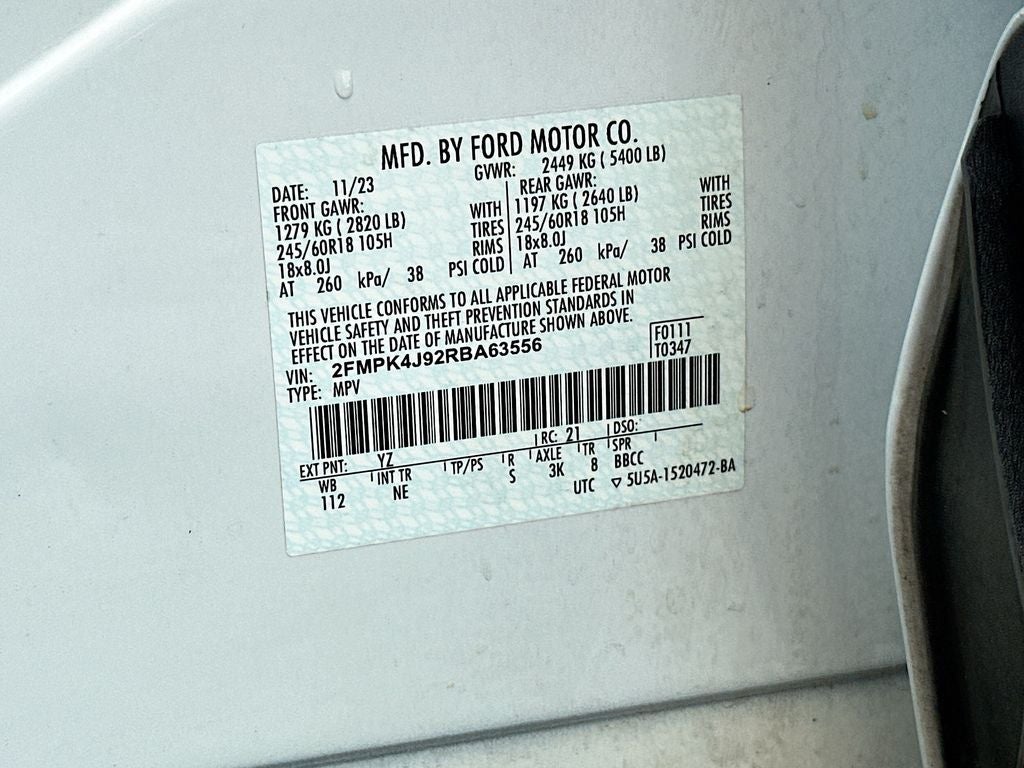 MFD. BY FORD MOTOR CO.
DATE: 11/23 GVWR: 2449 KG ( 5400 LB)
FRONT GAWR: REAR GAWR:
1279 KG ( 2820 LB) WITH 1197 KG ( 2640 LB) WITH
245/60R18 105H TIRES 245/60R18 105H TIRES
18x8.0J RIMS 18x8.0J RIMS
AT 260 kPa/ 38 PSI COLD AT 260 kPa/ 38 PSI COLD
THIS VEHICLE CONFORMS TO ALL APPLICABLE FEDERAL MOTOR
VEHICLE SAFETY AND THEFT PREVENTION STANDARDS IN
EFFECT ON THE DATE OF MANUFACTURE SHOWN ABOVE.
VIN: 2FMPK4J92RBA63556 F0111
TYPE: MPV T0347
EXT PNT: YZ RC: 21 DSO:
WB INT TR TP/PS R AXLE TR SPR
112 NE S 3K 8 BBCC
UTC ▽ 5U5A-1520472-BA